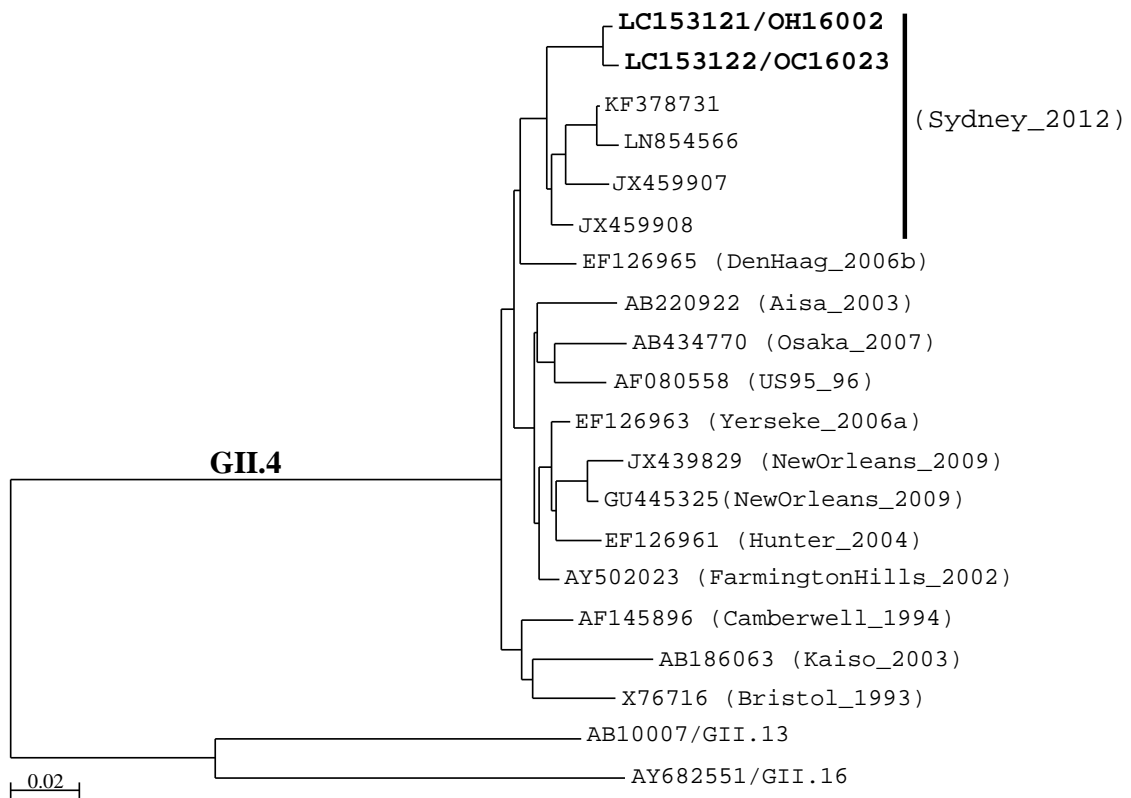 LC153121/OH16002
LC153122/OC16023
KF378731
(Sydney_2012)
LN854566
JX459907
JX459908
EF126965 (DenHaag_2006b)
AB220922 (Aisa_2003)
AB434770 (Osaka_2007)
AF080558 (US95_96)
EF126963 (Yerseke_2006a)
GII.4
JX439829 (NewOrleans_2009)
GU445325(NewOrleans_2009)
EF126961 (Hunter_2004)
AY502023 (FarmingtonHills_2002)
AF145896 (Camberwell_1994)
AB186063 (Kaiso_2003)
X76716 (Bristol_1993)
AB10007/GII.13
AY682551/GII.16
0.02